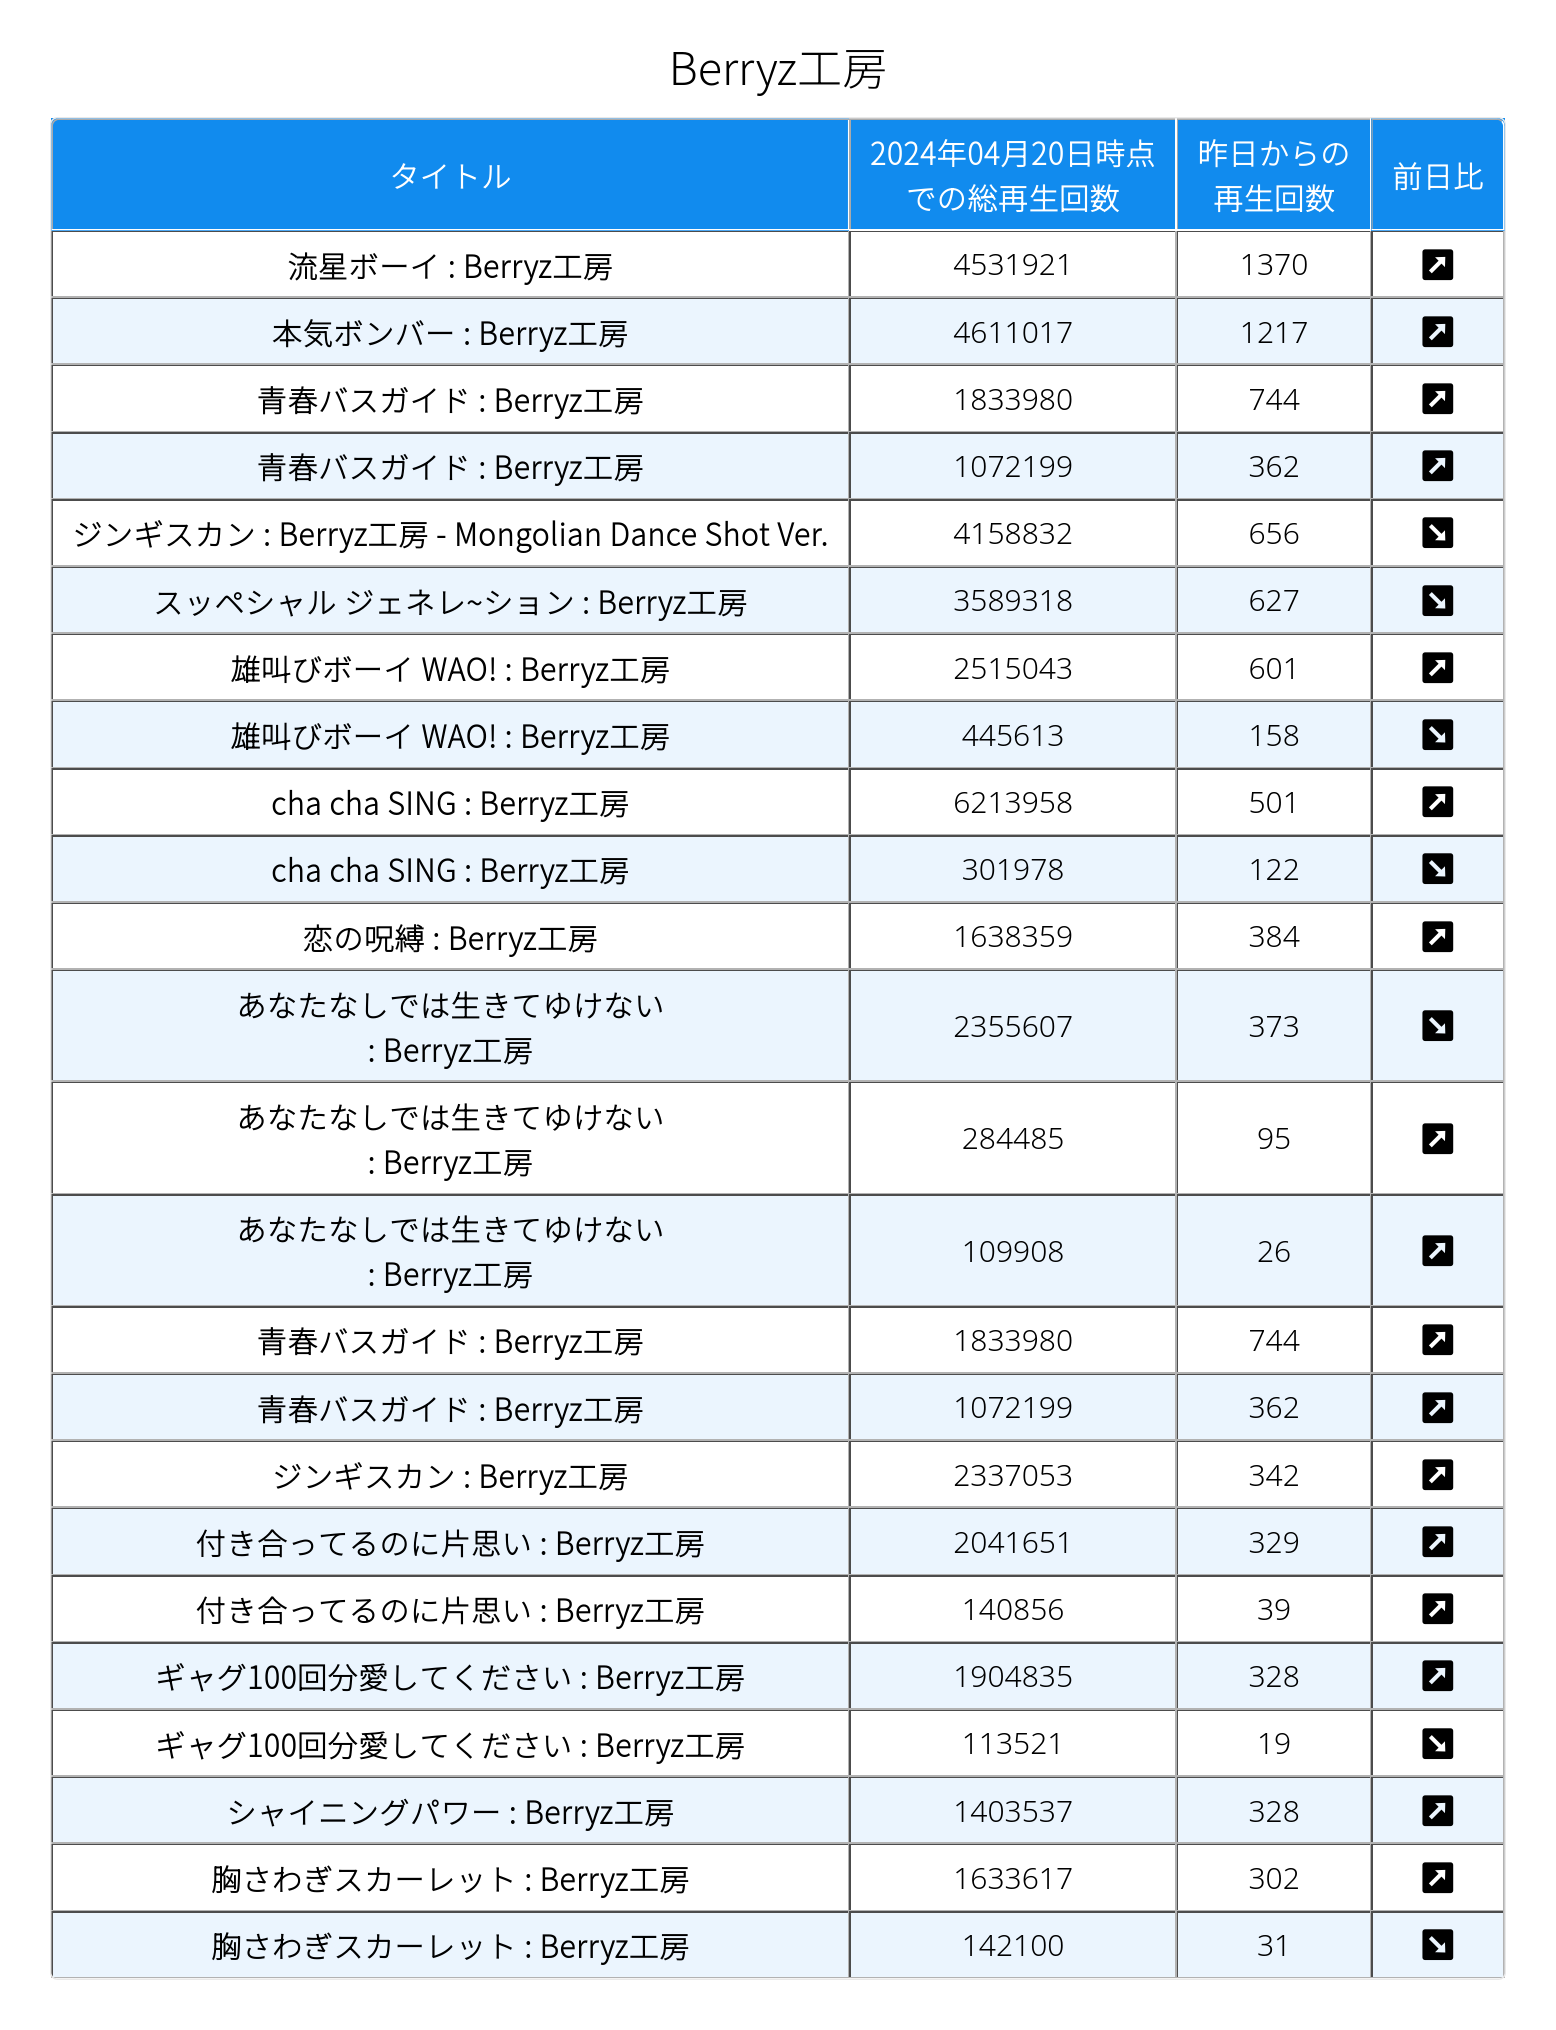 Berryz工房
タイトル 2024年04月20日時点での総再生回数 昨日からの再生回数 前日比
流星ボーイ : Berryz工房 4531921 1370 ↗
本気ボンバー : Berryz工房 4611017 1217 ↗
青春バスガイド : Berryz工房 1833980 744 ↗
青春バスガイド : Berryz工房 1072199 362 ↗
ジンギスカン : Berryz工房 - Mongolian Dance Shot Ver. 4158832 656 ↘
スッペシャル ジェネレ~ション : Berryz工房 3589318 627 ↘
雄叫びボーイ WAO! : Berryz工房 2515043 601 ↗
雄叫びボーイ WAO! : Berryz工房 445613 158 ↘
cha cha SING : Berryz工房 6213958 501 ↗
cha cha SING : Berryz工房 301978 122 ↘
恋の呪縛 : Berryz工房 1638359 384 ↗
あなたなしでは生きてゆけない : Berryz工房 2355607 373 ↘
あなたなしでは生きてゆけない : Berryz工房 284485 95 ↗
あなたなしでは生きてゆけない : Berryz工房 109908 26 ↗
青春バスガイド : Berryz工房 1833980 744 ↗
青春バスガイド : Berryz工房 1072199 362 ↗
ジンギスカン : Berryz工房 2337053 342 ↗
付き合ってるのに片思い : Berryz工房 2041651 329 ↗
付き合ってるのに片思い : Berryz工房 140856 39 ↗
ギャグ100回分愛してください : Berryz工房 1904835 328 ↗
ギャグ100回分愛してください : Berryz工房 113521 19 ↘
シャイニングパワー : Berryz工房 1403537 328 ↗
胸さわぎスカーレット : Berryz工房 1633617 302 ↗
胸さわぎスカーレット : Berryz工房 142100 31 ↘